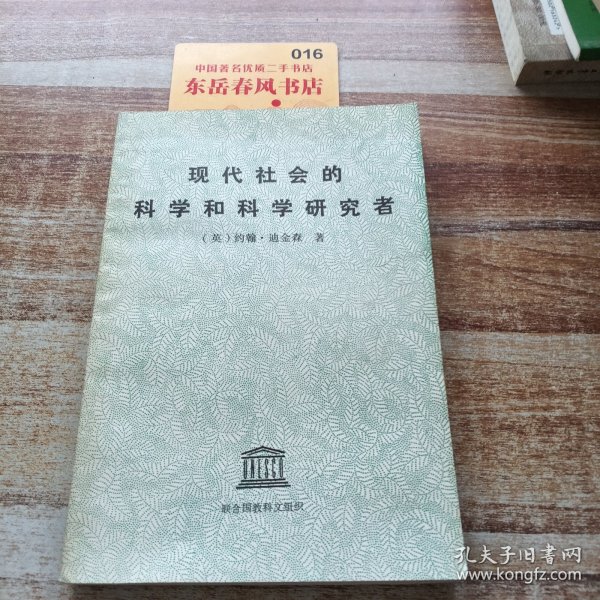 016
中国著名优质二手书店
东岳春风书店
现代社会的
科学和科学研究者
（英）约翰·迪金森 著
UNESCO
联合国教科文组织
孔夫子旧书网
www.kongfz.com